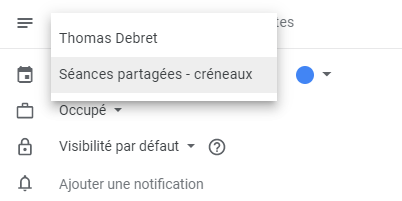 Thomas Debret
Séances partagées - créneaux
Occupé
Visibilité par défaut
Ajouter une notification